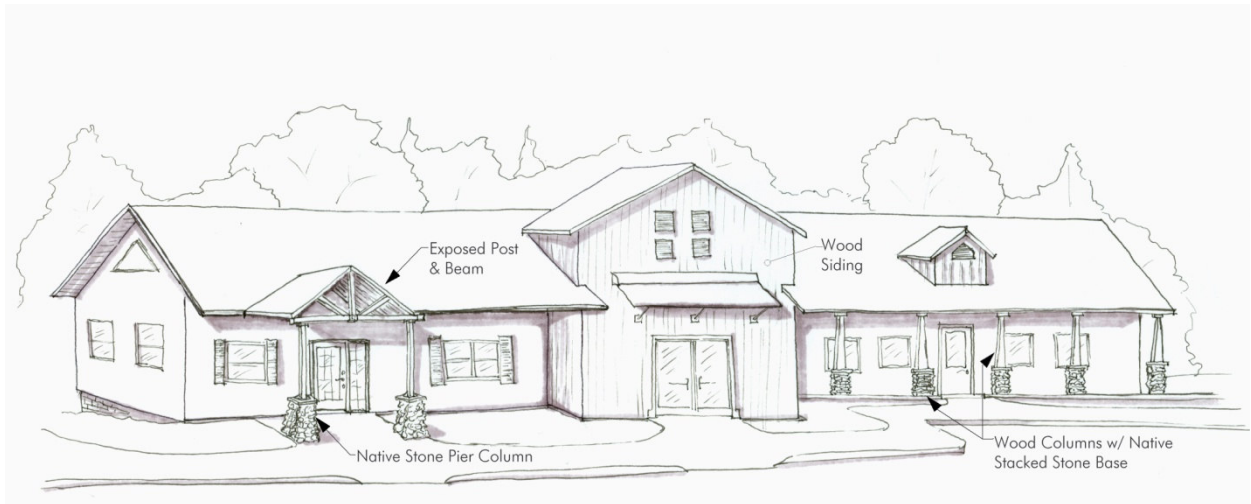 Exposed Post
& Beam
Wood
Siding
Native Stone Pier Column
Wood Columns w/ Native
Stacked Stone Base